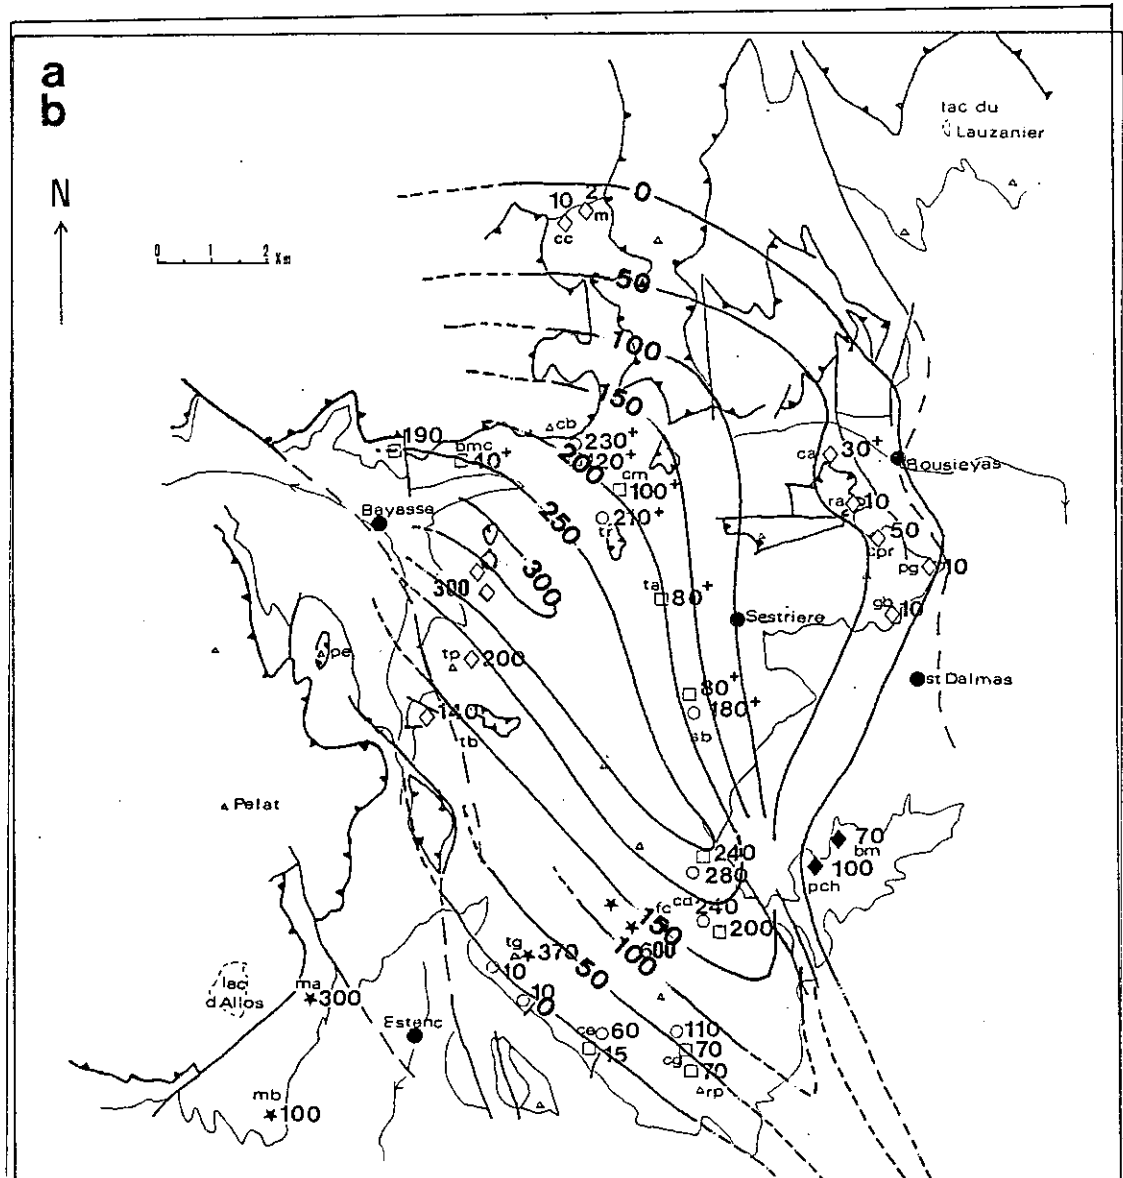 a
b
N
0 1 2 Km
lac du
Lauzanier
10 2
m
cc
0
50
100
150
cb
190
bmc
10+
230+
120+
200
cm
100+
210+
tr
250
300
Bayasse
300
ca
30+
Bousieyas
ra
10
50
cpr
pg
10
gb
10
ta
80+
Sestriere
pe
tp
200
140
tb
80+
180+
sb
st Dalmas
Pelat
70
bm
100
pch
240
280
fc
cd
240
200
150
600
100
tg
370
10
50
10
0
lac
d'Allos
ma
300
Estenc
ce
60
15
110
70
cg
70
rp
mb
100